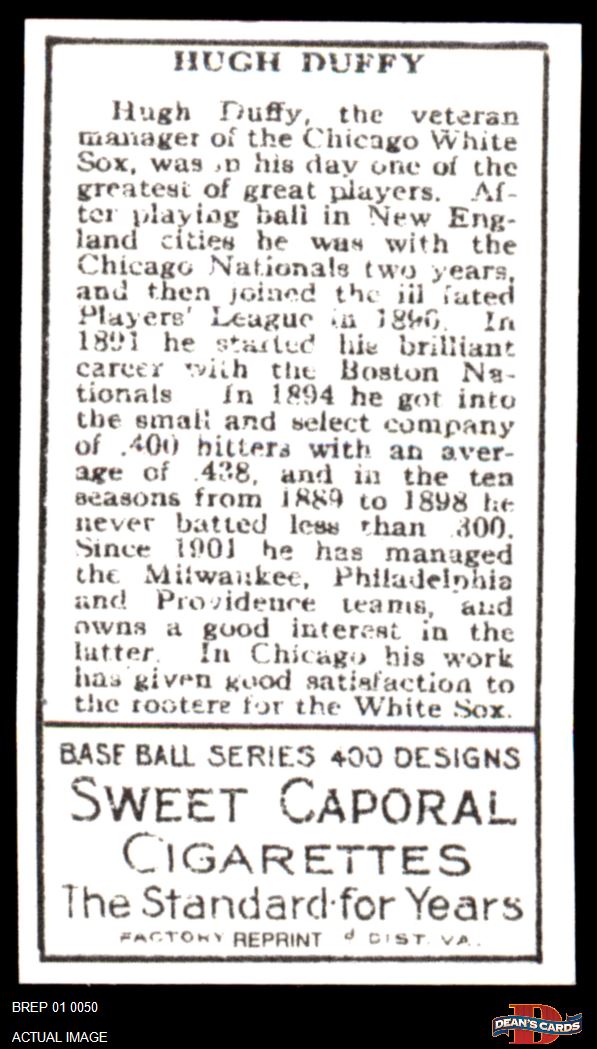 HUGH DUFFY
Hugh Duffy, the veteran
manager of the Chicago White
Sox, was in his day one of the
greatest of great players. Af-
ter playing ball in New Eng-
land cities he was with the
Chicago Nationals two years,
and then joined the ill fated
Players' League in 1890. In
1891 he started his brilliant
career with the Boston Na-
tionals In 1894 he got into
the small and select company
of .400 hitters with an aver-
age of .438, and in the ten
seasons from 1889 to 1898 he
never batted less than .300.
Since 1901 he has managed
the Milwaukee, Philadelphia
and Providence teams, and
owns a good interest in the
latter. In Chicago his work
has given good satisfaction to
the rooters for the White Sox.
BASE BALL SERIES 400 DESIGNS
SWEET CAPORAL
CIGARETTES
The Standard for Years
FACTORY REPRINT DIST. VA.
BREP 01 0050
ACTUAL IMAGE
D
DEAN'S CARDS